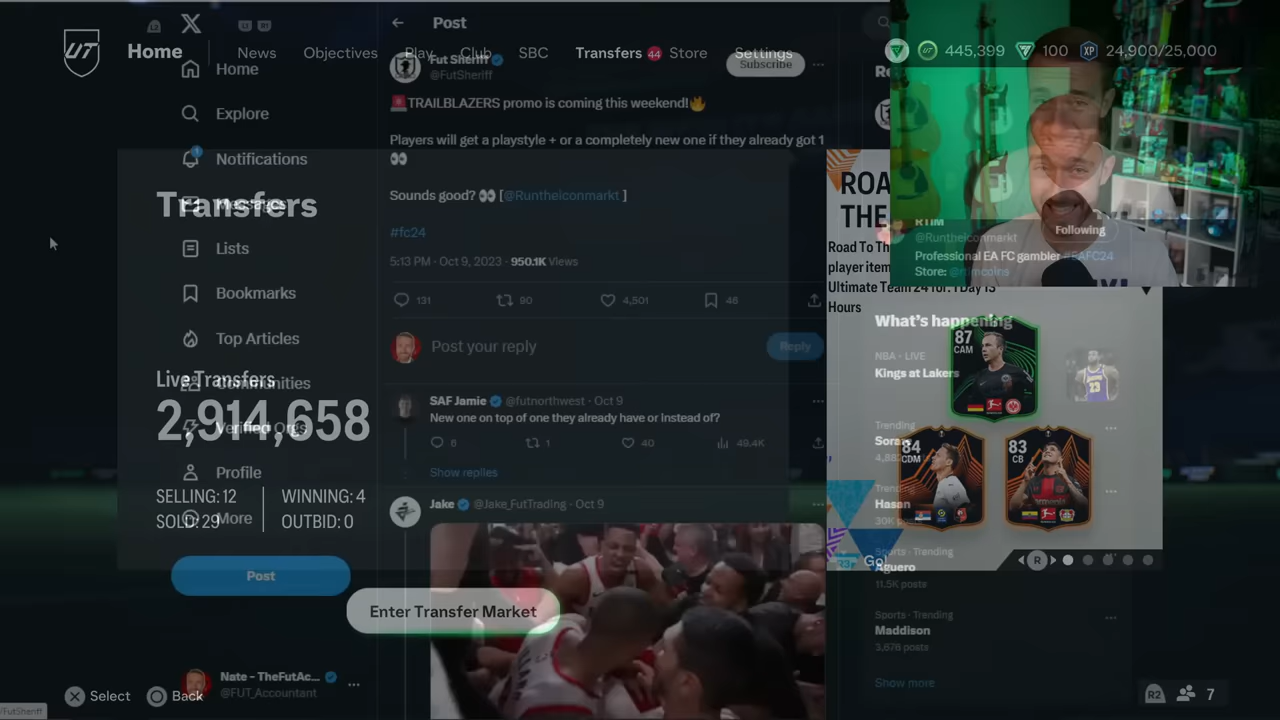 UT
Home
News
Objectives
Play
Club
SBC
Transfers
44
Store
Settings
445,399
100
XP
24,900/25,000
Home
Explore
1
Notifications
Messages
Lists
Bookmarks
Top Articles
Communities
Verified Orgs
Profile
More
Post
Nate - TheFutAc...
@FUT_Accountant
/FutSheriff
Transfers
Live Transfers
2,914,658
SELLING: 12
WINNING: 4
SOLD: 29
OUTBID: 0
Enter Transfer Market
Select
Back
Post
Fut Sheriff
@FutSheriff
Subscribe
TRAILBLAZERS promo is coming this weekend!
Players will get a playstyle + or a completely new one if they already got 1
Sounds good? [@Runtheiconmarkt ]
#fc24
5:13 PM · Oct 9, 2023 · 950.1K Views
131
90
4,501
46
Post your reply
Reply
SAF Jamie @futnorthwest · Oct 9
New one on top of one they already have or instead of?
8
1
40
49.4K
Show replies
Jake @Jake_FutTrading · Oct 9
RTIM
@Runtheiconmarkt
Following
Professional EA FC gambler #EAFC24
Store: @rtimcoins
ROA
THE
Road To Th
player item
Ultimate Team 24 for: 1 Day 13
Hours
Go!
What's happening
NBA · LIVE
Kings at Lakers
Trending
Hasan
Sports · Trending
Aguero
11.5K posts
Sports · Trending
Maddison
3,676 posts
Show more
87
CAM
84
CDM
83
CB
R
R2
7